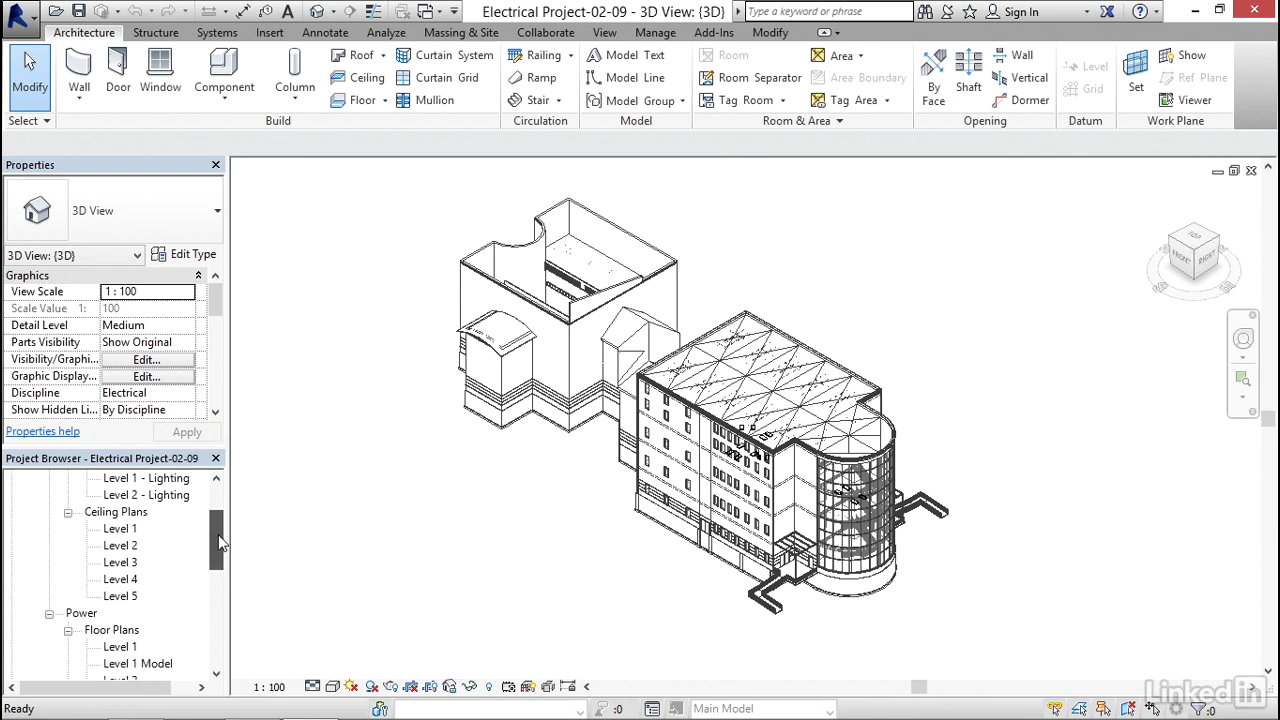 Electrical Project-02-09 - 3D View: {3D}
Type a keyword or phrase
Sign In
Architecture Structure Systems Insert Annotate Analyze Massing & Site Collaborate View Manage Add-Ins Modify
Modify
Wall
Door
Window
Component
Column
Roof
Ceiling
Floor
Curtain System
Curtain Grid
Mullion
Railing
Ramp
Stair
Model Text
Model Line
Model Group
Room
Room Separator
Tag Room
Area
Area Boundary
Tag Area
By Face
Shaft
Wall
Vertical
Dormer
Level
Grid
Set
Show
Ref Plane
Viewer
Select
Build
Circulation
Model
Room & Area
Opening
Datum
Work Plane
Properties
3D View
3D View: {3D}
Edit Type
Graphics
View Scale 1 : 100
Scale Value 1: 100
Detail Level Medium
Parts Visibility Show Original
Visibility/Graphi... Edit...
Graphic Display... Edit...
Discipline Electrical
Show Hidden Li... By Discipline
Properties help
Apply
Project Browser - Electrical Project-02-09
Level 1 - Lighting
Level 2 - Lighting
Ceiling Plans
Level 1
Level 2
Level 3
Level 4
Level 5
Power
Floor Plans
Level 1
Level 1 Model
TOP
FRONT
RIGHT
1 : 100
Ready
:0
Main Model
:0
LinkedIn